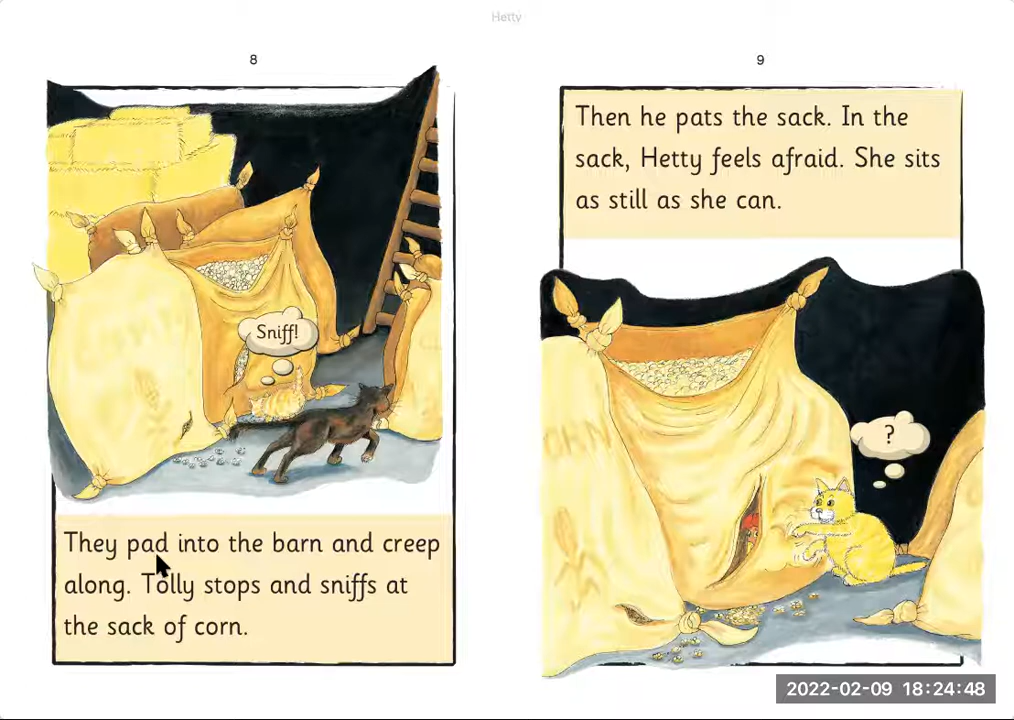 Hetty
8
9
Sniff!
They pad into the barn and creep
along. Tolly stops and sniffs at
the sack of corn.
Then he pats the sack. In the
sack, Hetty feels afraid. She sits
as still as she can.
?
2022-02-09 18:24:48